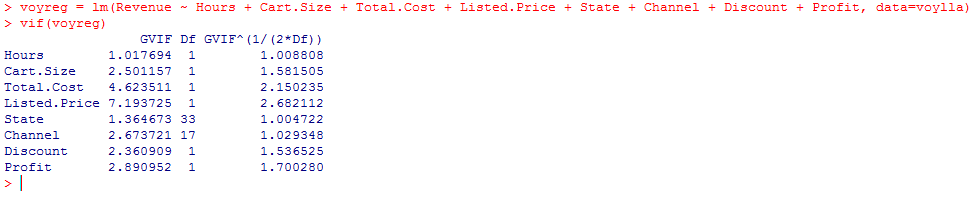 > voyreg = lm(Revenue ~ Hours + Cart.Size + Total.Cost + Listed.Price + State + Channel + Discount + Profit, data=voylla)
> vif(voyreg)
                 GVIF Df GVIF^(1/(2*Df))
Hours        1.017694  1        1.008808
Cart.Size    2.501157  1        1.581505
Total.Cost   4.623511  1        2.150235
Listed.Price 7.193725  1        2.682112
State        1.364673 33        1.004722
Channel      2.673721 17        1.029348
Discount     2.360909  1        1.536525
Profit       2.890952  1        1.700280
>